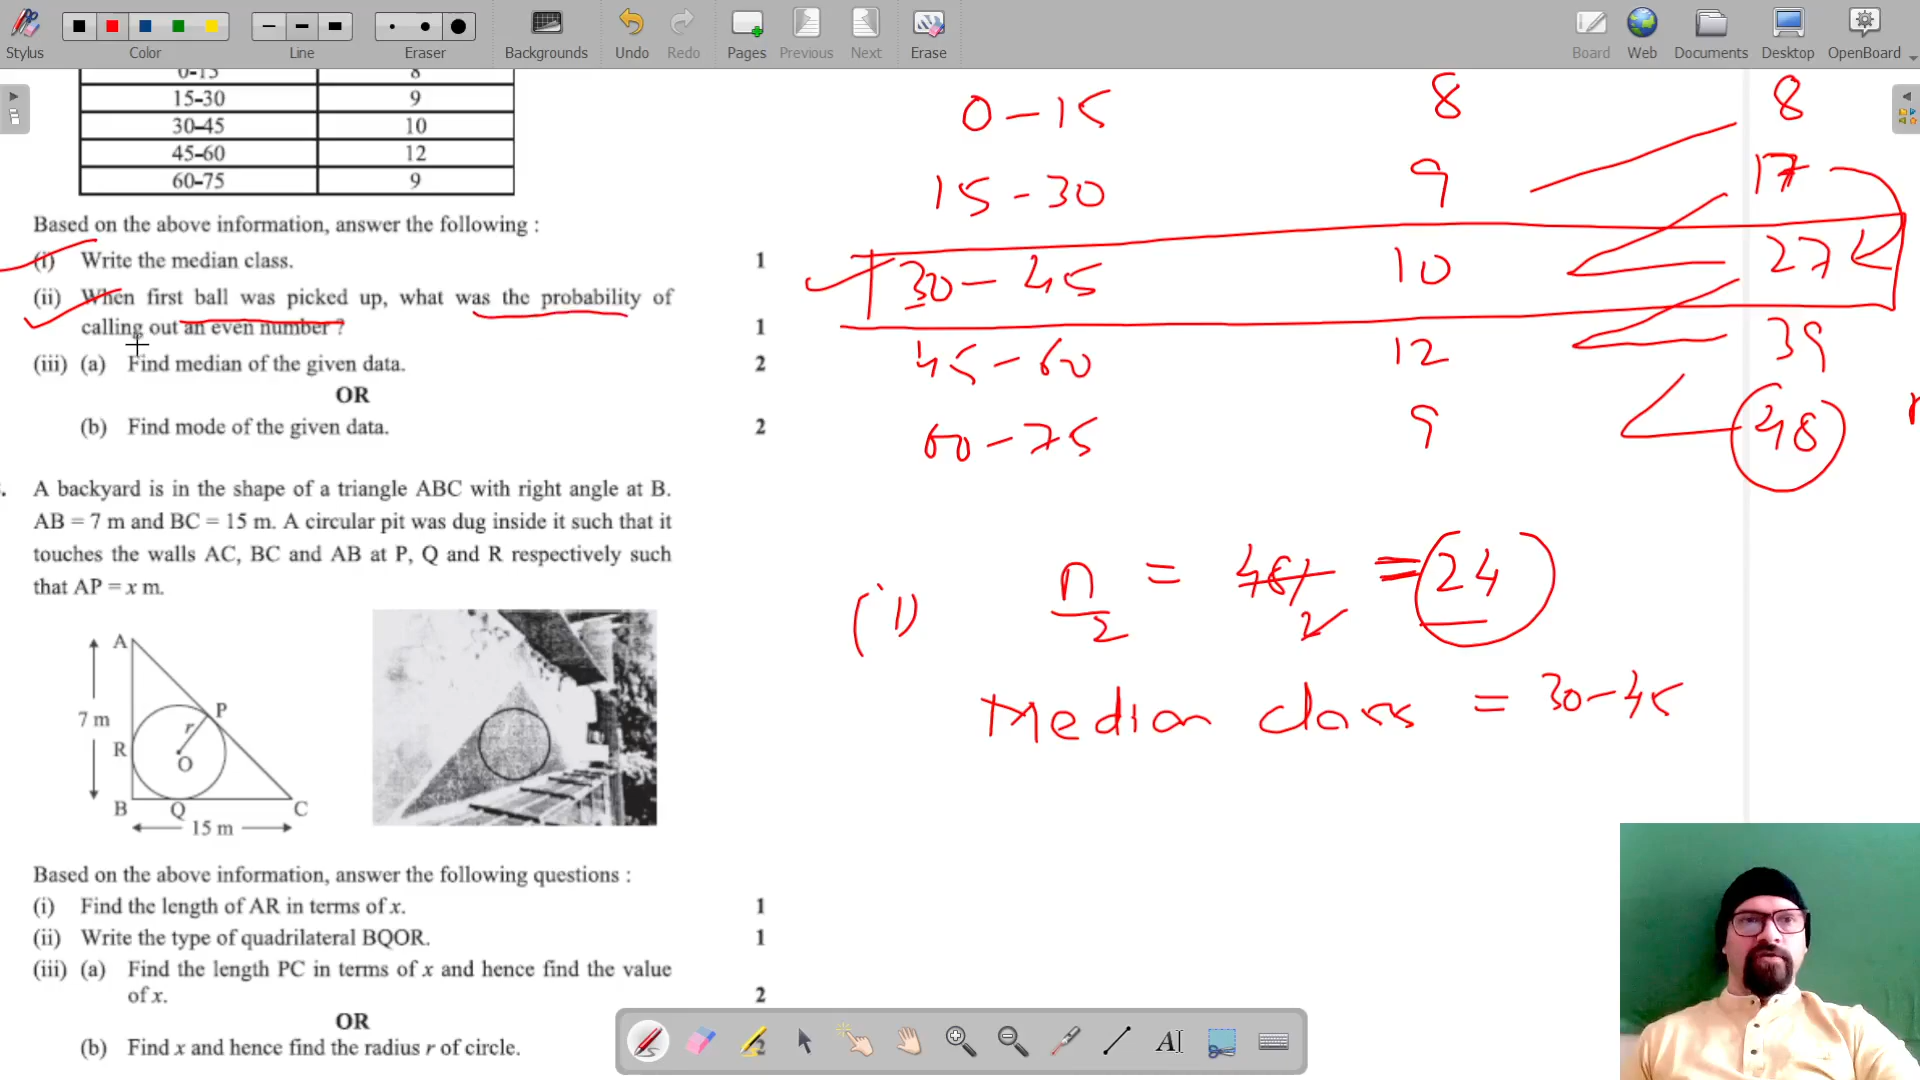 Stylus Color Line Eraser Backgrounds Undo Redo Pages Previous Next Erase Board Web Documents Desktop OpenBoard
0-15 8
15-30 9
30-45 10
45-60 12
60-75 9
Based on the above information, answer the following :
(i) Write the median class. 1
(ii) When first ball was picked up, what was the probability of
calling out an even number ? 1
(iii) (a) Find median of the given data. 2
OR
(b) Find mode of the given data. 2
A backyard is in the shape of a triangle ABC with right angle at B.
AB = 7 m and BC = 15 m. A circular pit was dug inside it such that it
touches the walls AC, BC and AB at P, Q and R respectively such
that AP = x m.
A
P
7 m
r
R
O
B Q C
15 m
Based on the above information, answer the following questions :
(i) Find the length of AR in terms of x. 1
(ii) Write the type of quadrilateral BQOR. 1
(iii) (a) Find the length PC in terms of x and hence find the value
of x. 2
OR
(b) Find x and hence find the radius r of circle.
0 - 15 8 8
15 - 30 9 17
30 - 45 10 27
45 - 60 12 39
60 - 75 9 48
(i) n/2 = 48/2 = 24
Median class = 30-45